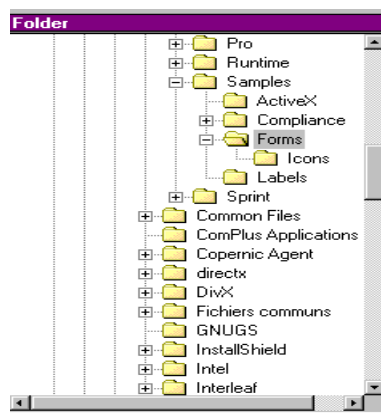 Folder
Pro
Runtime
Samples
ActiveX
Compliance
Forms
Icons
Labels
Sprint
Common Files
ComPlus Applications
Copernic Agent
directx
DivX
Fichiers communs
GNUGS
InstallShield
Intel
Interleaf